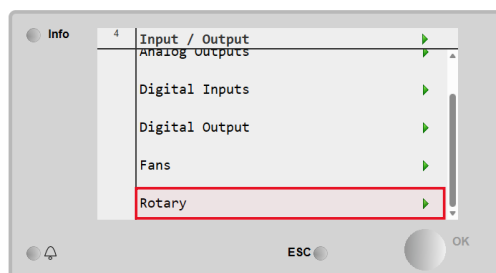 Info
4
Input / Output
Analog Outputs
Digital Inputs
Digital Output
Fans
Rotary
ESC
OK